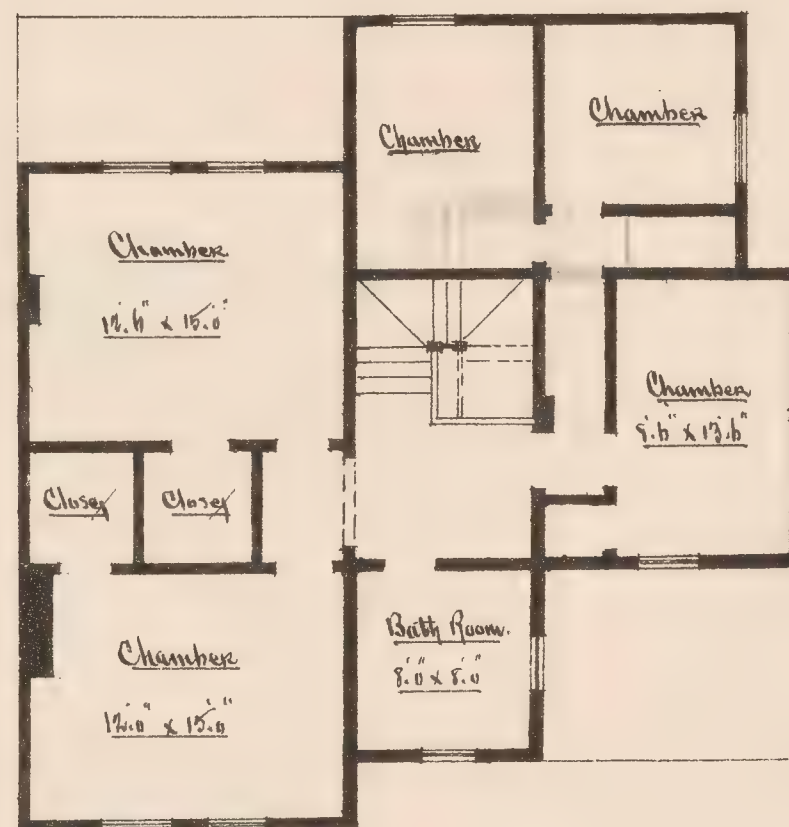 Chamber
Chamber
Chamber
12'.6" x 15'.0"
Chamber
8'.6" x 13'.6"
Closet
Closet
Bath Room.
8'.0" x 8'.0"
Chamber
12'.0" x 15'.0"